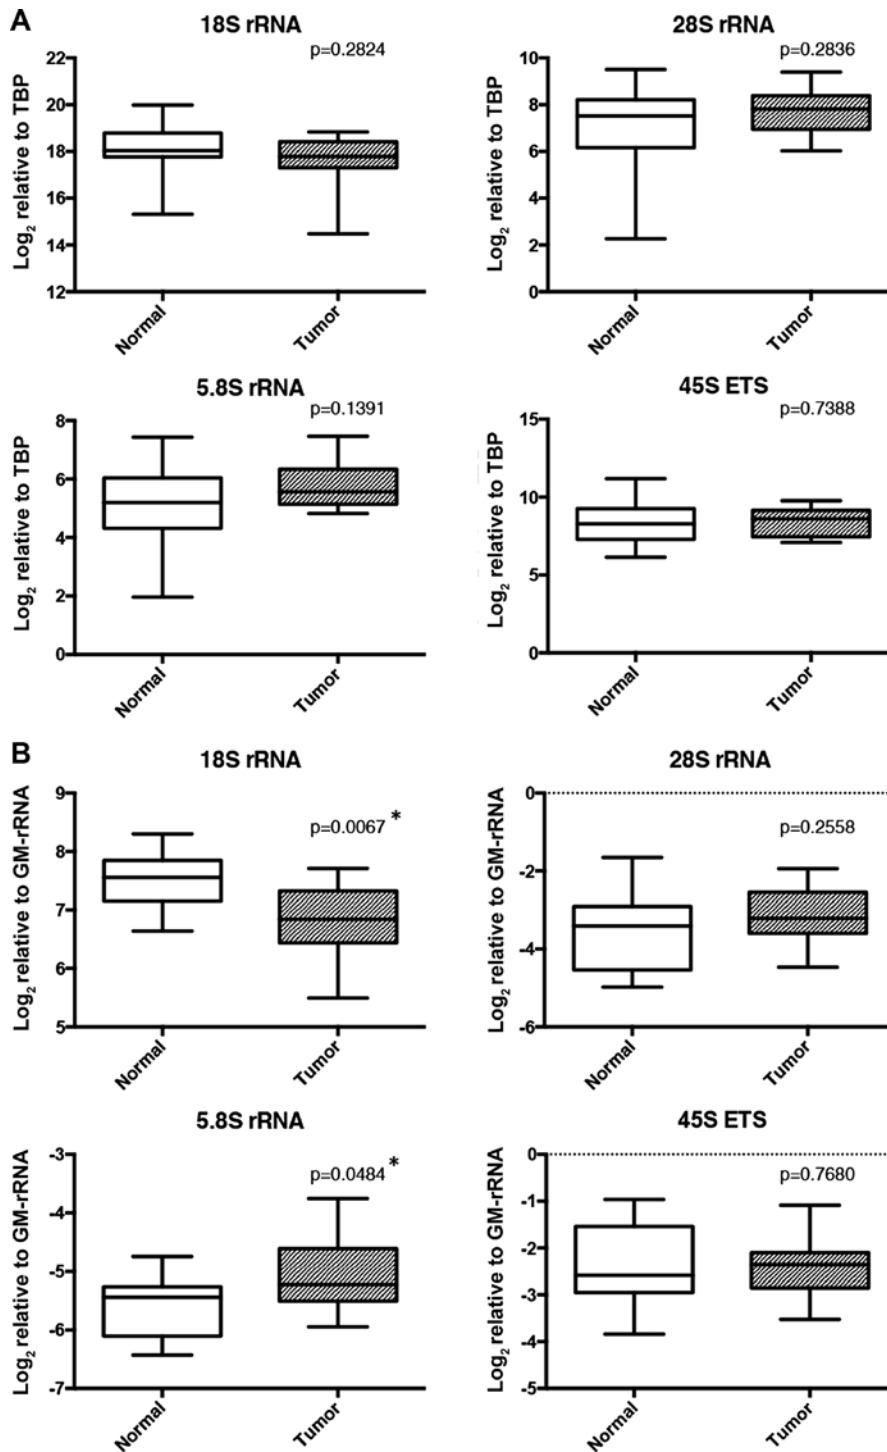 A
18S rRNA
p=0.2824
Log2 relative to TBP
22
20
18
16
14
12
Normal
Tumor
28S rRNA
p=0.2836
Log2 relative to TBP
10
8
6
4
2
0
Normal
Tumor
5.8S rRNA
p=0.1391
Log2 relative to TBP
8
6
4
2
0
Normal
Tumor
45S ETS
p=0.7388
Log2 relative to TBP
15
10
5
0
Normal
Tumor
B
18S rRNA
p=0.0067 *
Log2 relative to GM-rRNA
9
8
7
6
5
Normal
Tumor
28S rRNA
p=0.2558
Log2 relative to GM-rRNA
0
-2
-4
-6
Normal
Tumor
5.8S rRNA
p=0.0484 *
Log2 relative to GM-rRNA
-3
-4
-5
-6
-7
Normal
Tumor
45S ETS
p=0.7680
Log2 relative to GM-rRNA
0
-1
-2
-3
-4
-5
Normal
Tumor